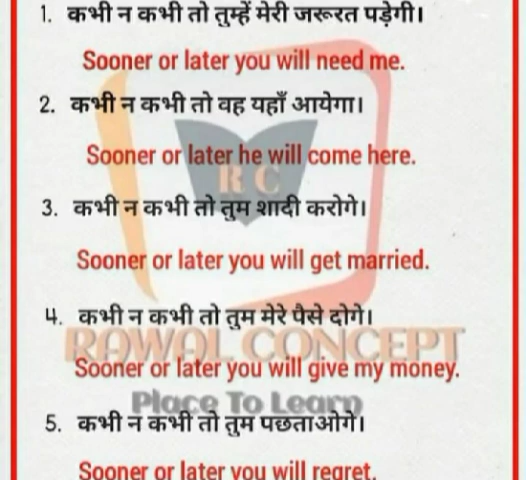 1. कभी न कभी तो तुम्हें मेरी जरूरत पड़ेगी।
Sooner or later you will need me.
2. कभी न कभी तो वह यहाँ आयेगा।
Sooner or later he will come here.
R C
3. कभी न कभी तो तुम शादी करोगे।
Sooner or later you will get married.
4. कभी न कभी तो तुम मेरे पैसे दोगे।
RAWAL CONCEPT
Sooner or later you will give my money.
Place To Learn
5. कभी न कभी तो तुम पछताओगे।
Sooner or later you will regret.